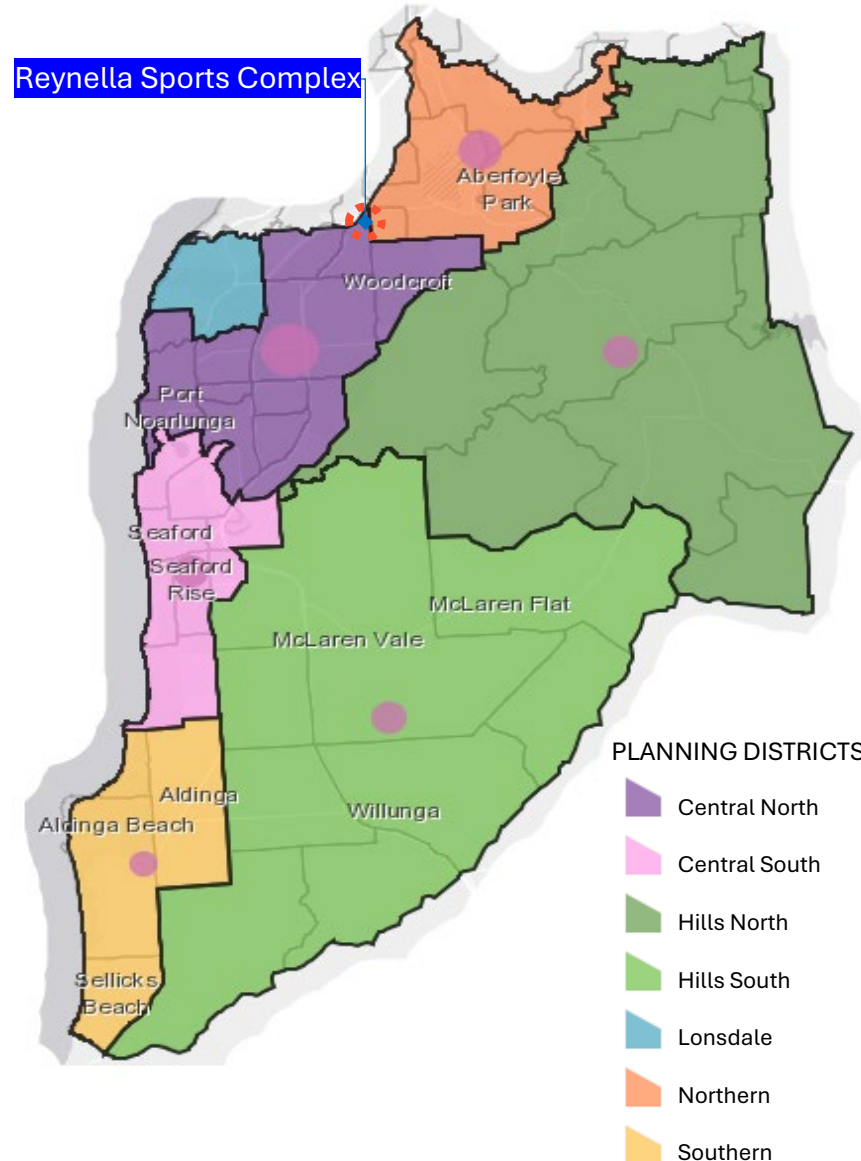 Reynella Sports Complex
Aberfoyle
Park
Woodcroft
Port
Noarlunga
Seaford
Seaford
Rise
McLaren Flat
McLaren Vale
Aldinga
Aldinga Beach
Willunga
Sellicks
Beach
PLANNING DISTRICTS
Central North
Central South
Hills North
Hills South
Lonsdale
Northern
Southern